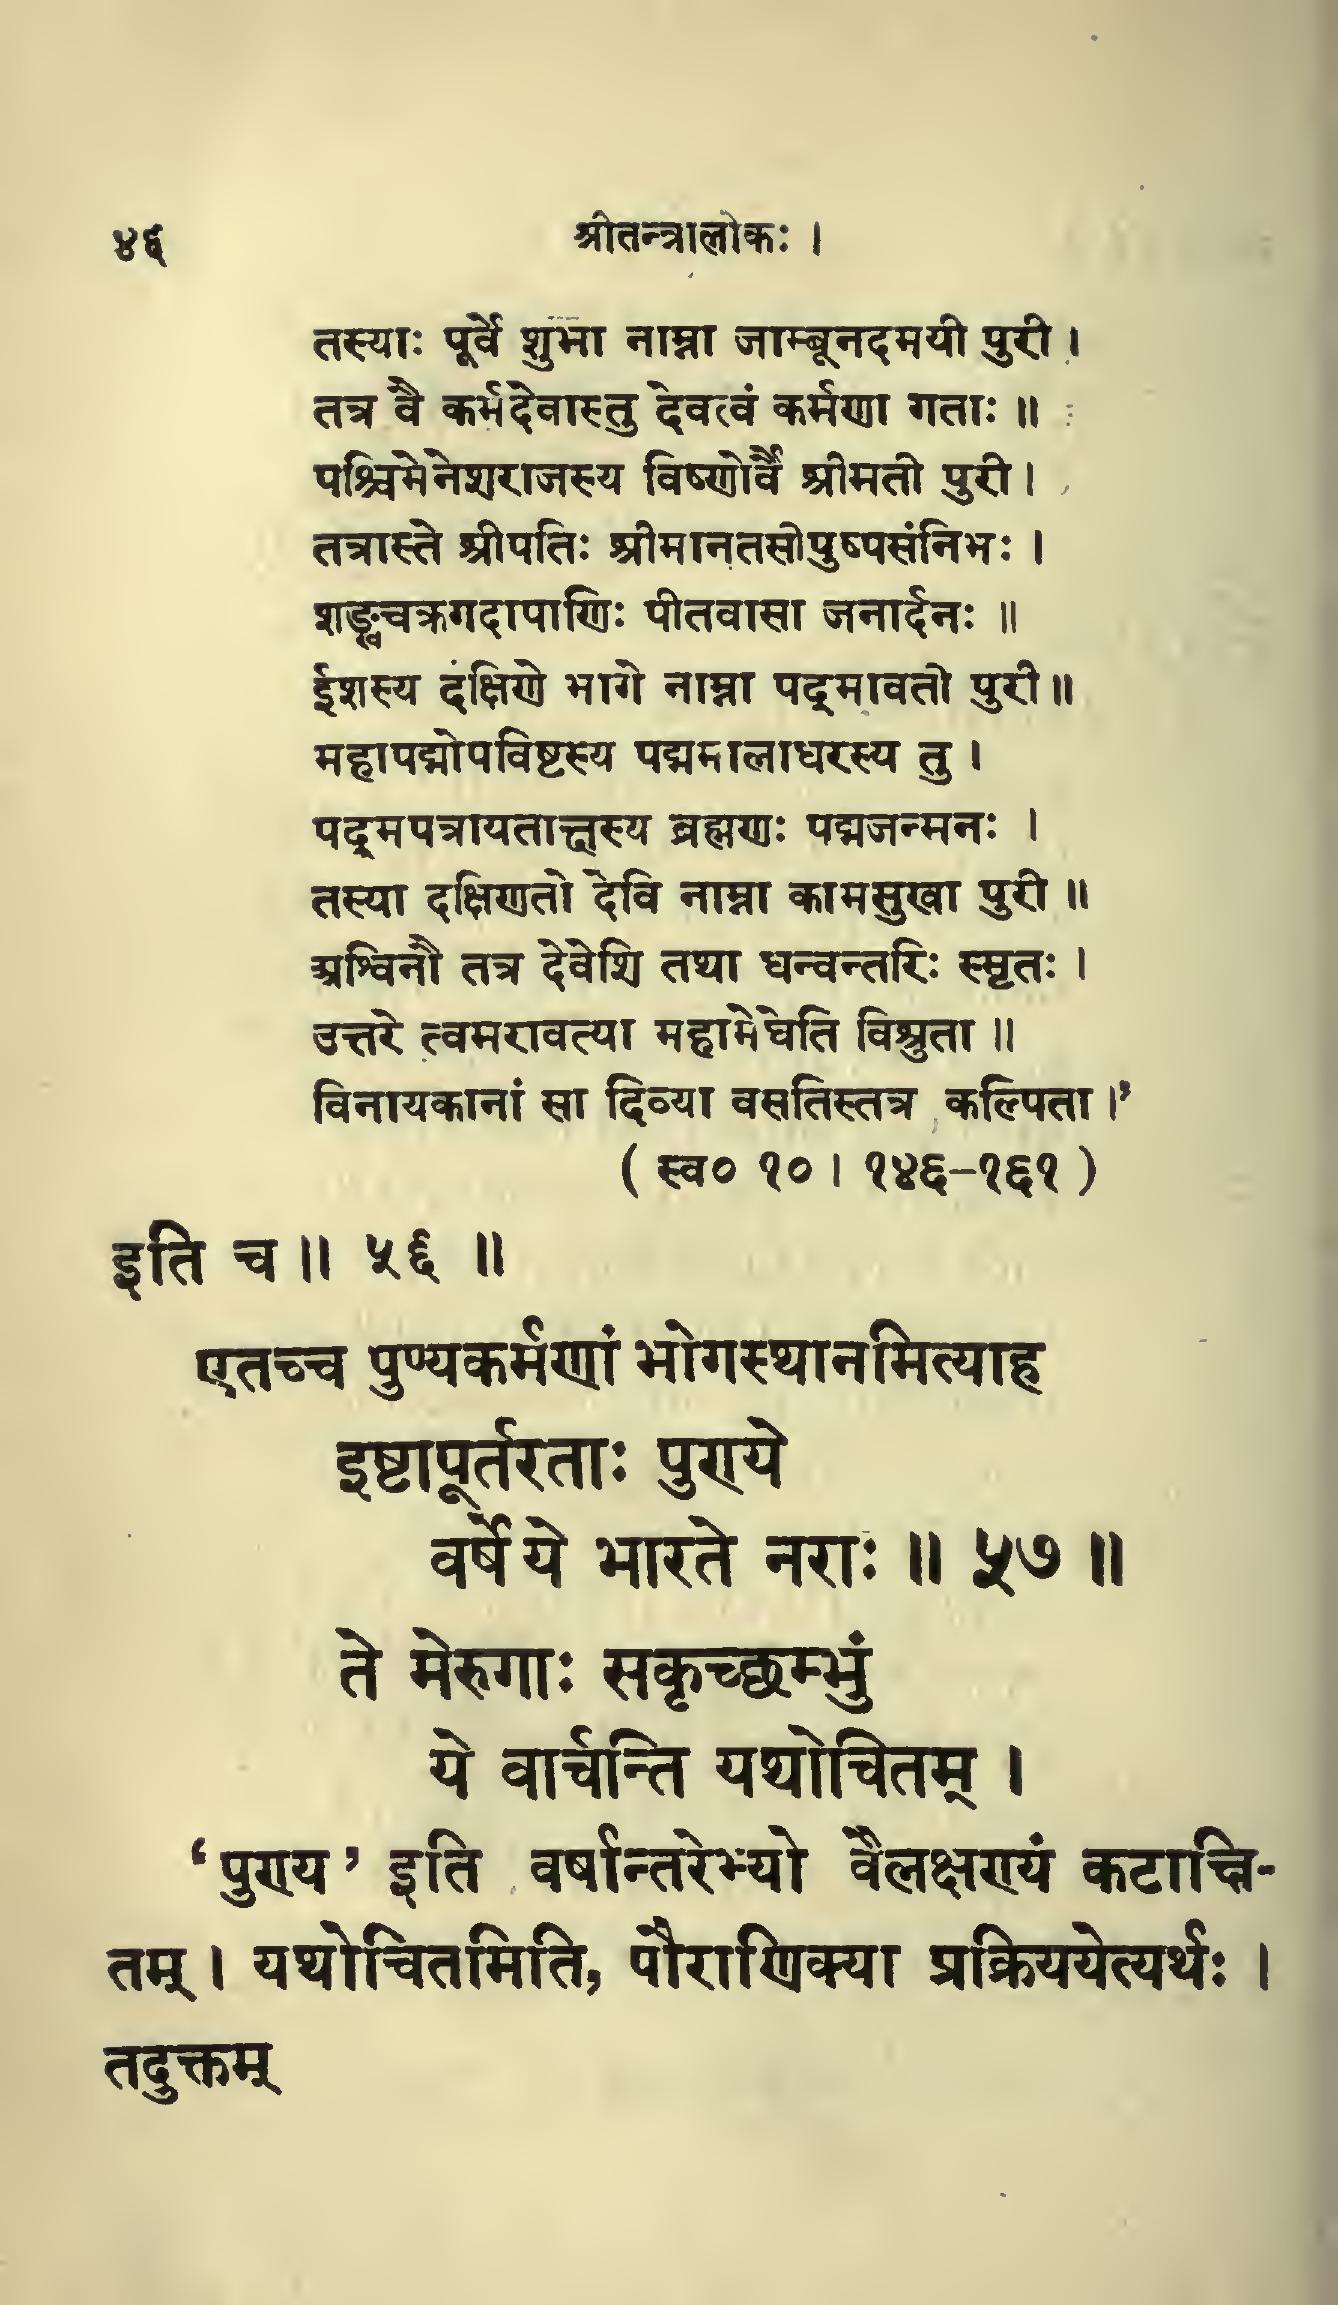 ४६
श्रीतन्त्रालोकः ।
तस्याः पूर्वे शुभा नाम्ना जाम्बूनदमयी पुरी ।
तत्र वै कर्मदेवास्तु देवत्वं कर्मणा गताः ॥
पश्चिमेनेशराजस्य विष्णोर्वै श्रीमती पुरी ।
तत्रास्ते श्रीपतिः श्रीमानतसीपुष्पसंनिभः ।
शङ्खचक्रगदापाणिः पीतवासा जनार्दनः ॥
ईशस्य दक्षिणे भागे नाम्ना पद्मावती पुरी ॥
महापद्मोपविष्टस्य पद्ममालाधरस्य तु ।
पद्मपत्रायताक्षस्य ब्रह्मणः पद्मजन्मनः ।
तस्या दक्षिणतो देवि नाम्ना कामसुखा पुरी ॥
अश्विनौ तत्र देवेशि तथा धन्वन्तरिः स्मृतः ।
उत्तरे त्वमरावत्या महामेघेति विश्रुता ॥
विनायकानां सा दिव्या वसतिस्तत्र कल्पिता ।’
( स्व० १० । १४६-१६१ )
इति च ॥ ५६ ॥
एतच्च पुण्यकर्मणां भोगस्थानमित्याह
इष्टापूर्तरताः पुण्ये
वर्षे ये भारते नराः ॥ ५७ ॥
ते मेरुगाः सकृच्छम्भुं
ये वार्चन्ति यथोचितम् ।
‘पुण्य’ इति वर्षान्तरेभ्यो वैलक्षण्यं कटाक्षि-
तम् । यथोचितमिति, पौराणिक्या प्रक्रिययेत्यर्थः ।
तदुक्तम्